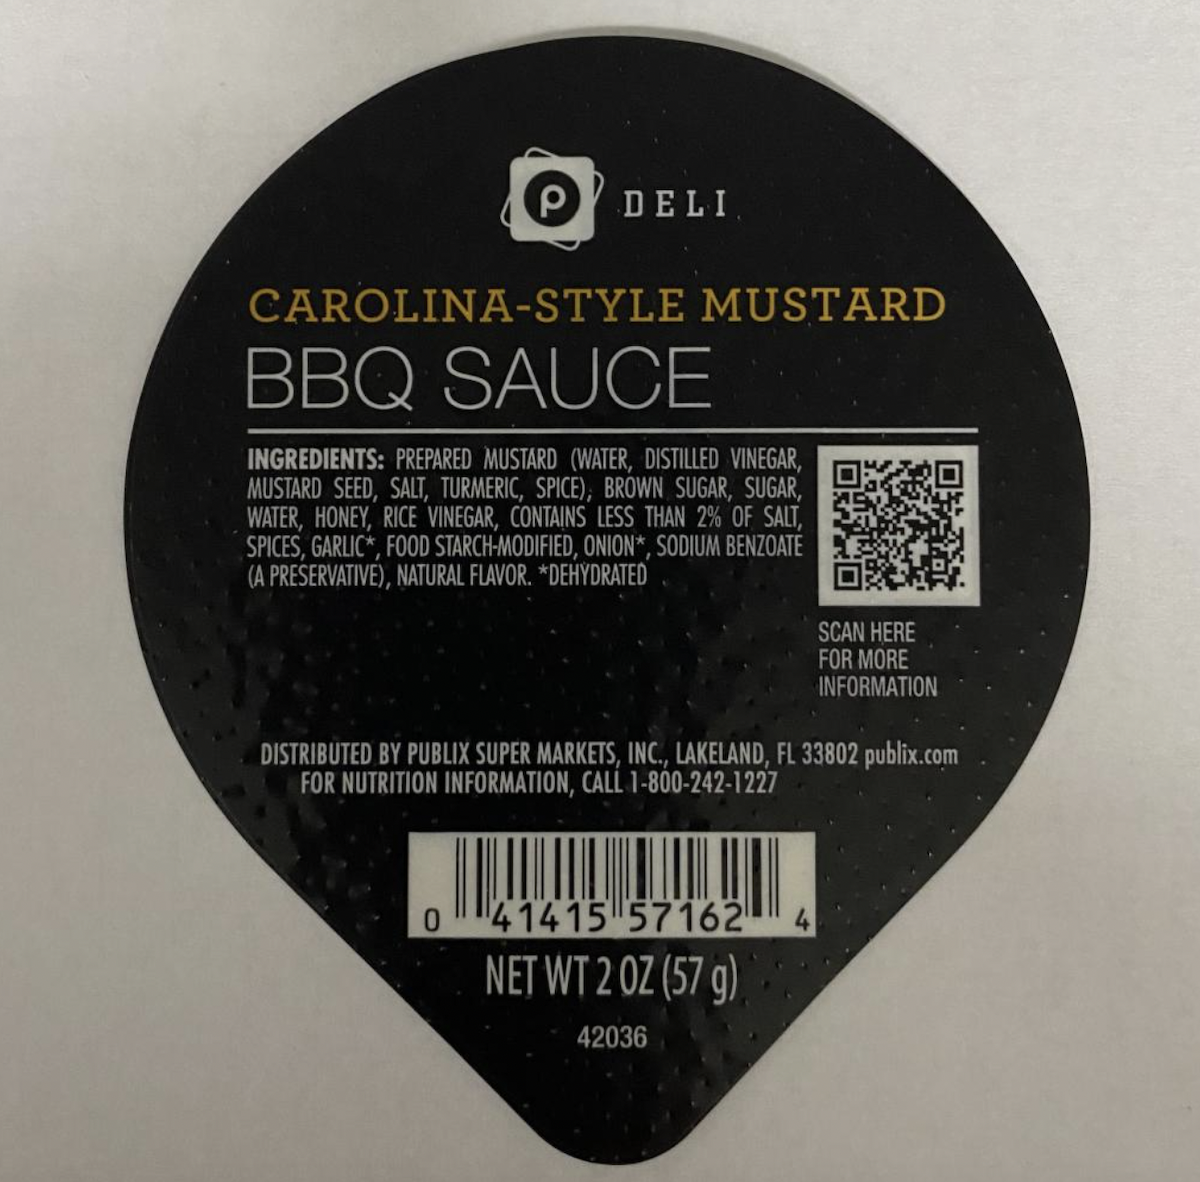 P DELI
CAROLINA-STYLE MUSTARD
BBQ SAUCE
INGREDIENTS: PREPARED MUSTARD (WATER, DISTILLED VINEGAR,
MUSTARD SEED, SALT, TURMERIC, SPICE), BROWN SUGAR, SUGAR,
WATER, HONEY, RICE VINEGAR, CONTAINS LESS THAN 2% OF SALT,
SPICES, GARLIC*, FOOD STARCH-MODIFIED, ONION*, SODIUM BENZOATE
(A PRESERVATIVE), NATURAL FLAVOR. *DEHYDRATED
SCAN HERE
FOR MORE
INFORMATION
DISTRIBUTED BY PUBLIX SUPER MARKETS, INC., LAKELAND, FL 33802 publix.com
FOR NUTRITION INFORMATION, CALL 1-800-242-1227
0 41415 57162 4
NET WT 2 OZ (57 g)
42036